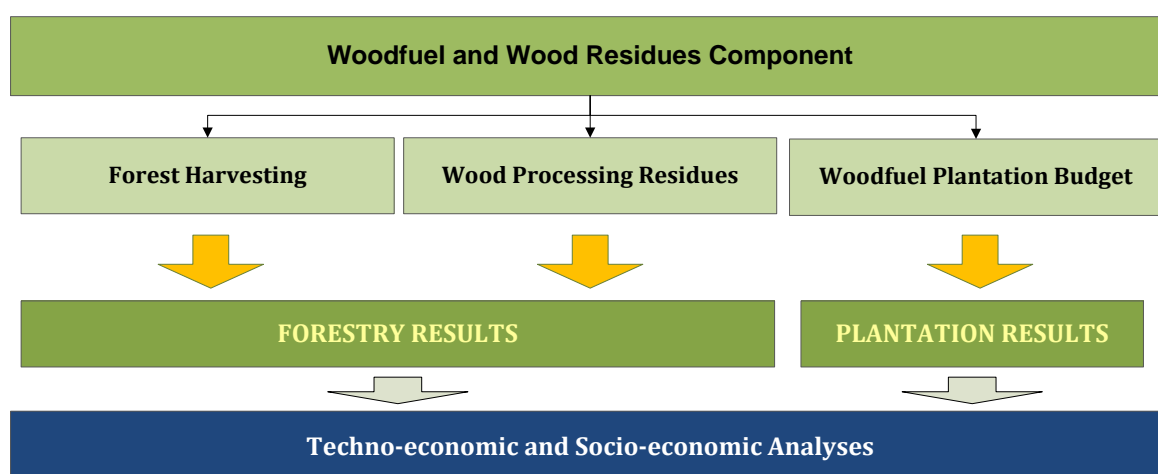 Woodfuel and Wood Residues Component
Forest Harvesting
Wood Processing Residues
Woodfuel Plantation Budget
FORESTRY RESULTS
PLANTATION RESULTS
Techno-economic and Socio-economic Analyses